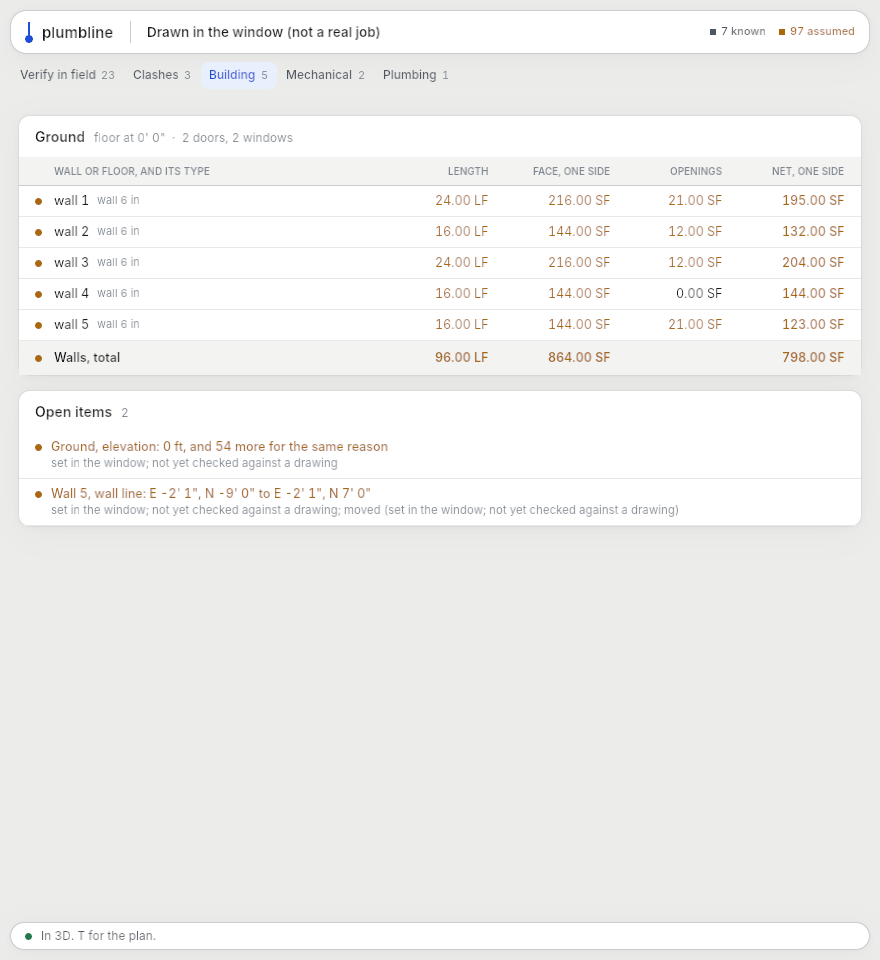 plumbline Drawn in the window (not a real job) 7 known 97 assumed
Verify in field 23 Clashes 3 Building 5 Mechanical 2 Plumbing 1
Ground floor at 0' 0" · 2 doors, 2 windows
WALL OR FLOOR, AND ITS TYPE LENGTH FACE, ONE SIDE OPENINGS NET, ONE SIDE
wall 1 wall 6 in 24.00 LF 216.00 SF 21.00 SF 195.00 SF
wall 2 wall 6 in 16.00 LF 144.00 SF 12.00 SF 132.00 SF
wall 3 wall 6 in 24.00 LF 216.00 SF 12.00 SF 204.00 SF
wall 4 wall 6 in 16.00 LF 144.00 SF 0.00 SF 144.00 SF
wall 5 wall 6 in 16.00 LF 144.00 SF 21.00 SF 123.00 SF
Walls, total 96.00 LF 864.00 SF 798.00 SF
Open items 2
Ground, elevation: 0 ft, and 54 more for the same reason
set in the window; not yet checked against a drawing
Wall 5, wall line: E -2' 1", N -9' 0" to E -2' 1", N 7' 0"
set in the window; not yet checked against a drawing; moved (set in the window; not yet checked against a drawing)
In 3D. T for the plan.